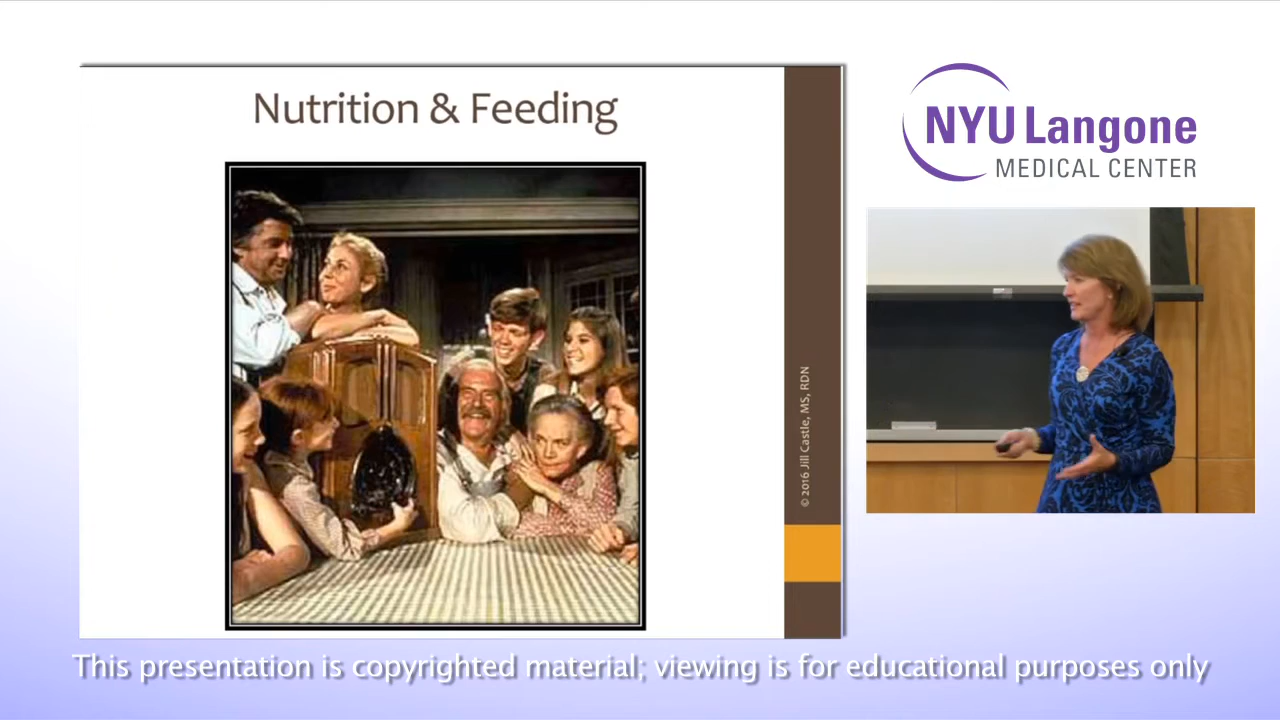 Nutrition & Feeding
© 2016 Jill Castle, MS, RDN
NYU Langone
MEDICAL CENTER
This presentation is copyrighted material; viewing is for educational purposes only